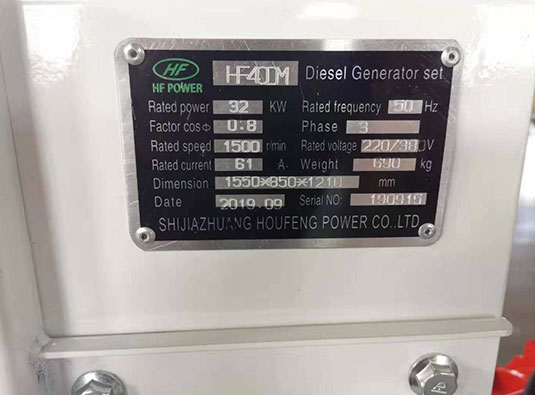 HF
HF POWER
HF40DM Diesel Generator set
Rated power 32 KW Rated frequency 50 Hz
Factor cosΦ 0.8 Phase 3
Rated speed 1500 r/min Rated voltage 220/380V
Rated current 61 A. Weight 690 kg
Dimension 1550×850×1210 mm
Date 2019.09 Serial NO: 190915
SHIJIAZHUANG HOUFENG POWER CO.,LTD